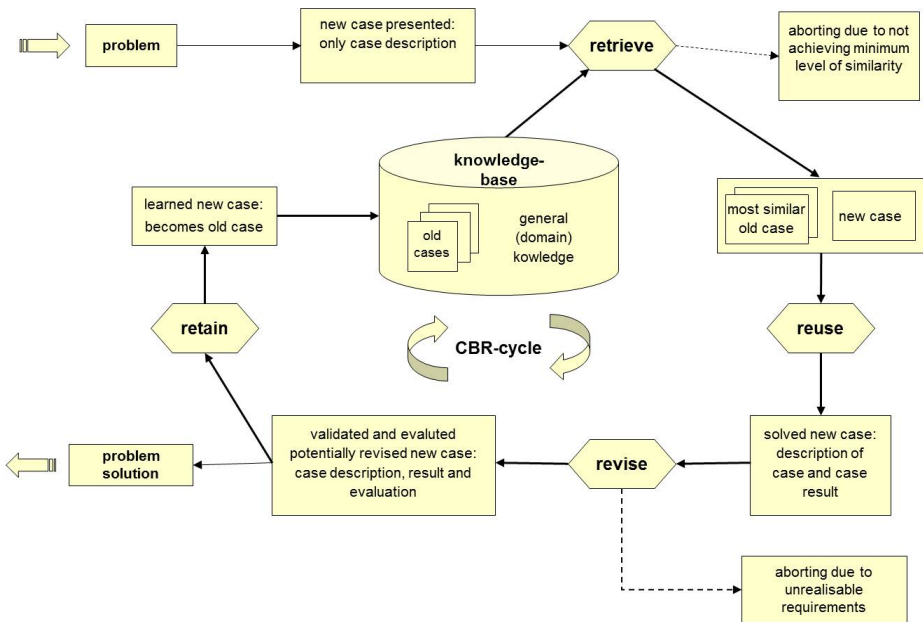 problem
new case presented:
only case description
retrieve
aborting due to not
achieving minimum
level of similarity
knowledge-
base
old
cases
general
(domain)
kowledge
learned new case:
becomes old case
most similar
old case
new case
retain
CBR-cycle
reuse
problem
solution
validated and evaluted
potentially revised new case:
case description, result and
evaluation
revise
solved new case:
description of
case and case
result
aborting due to
unrealisable
requirements